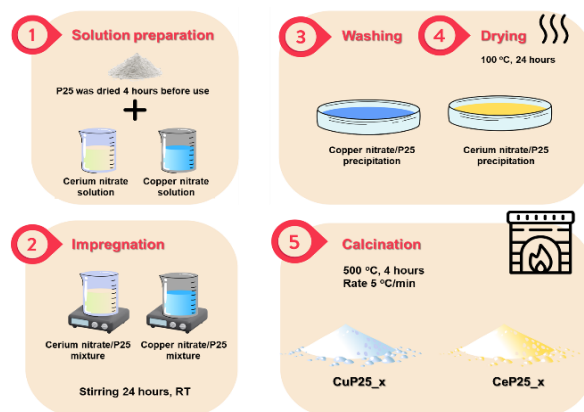 1 Solution preparation
P25 was dried 4 hours before use
+
Cerium nitrate
solution
Copper nitrate
solution
2 Impregnation
Cerium nitrate/P25
mixture
Copper nitrate/P25
mixture
Stirring 24 hours, RT
3 Washing
4 Drying
100 °C, 24 hours
Copper nitrate/P25
precipitation
Cerium nitrate/P25
precipitation
5 Calcination
500 °C, 4 hours
Rate 5 °C/min
CuP25_x
CeP25_x